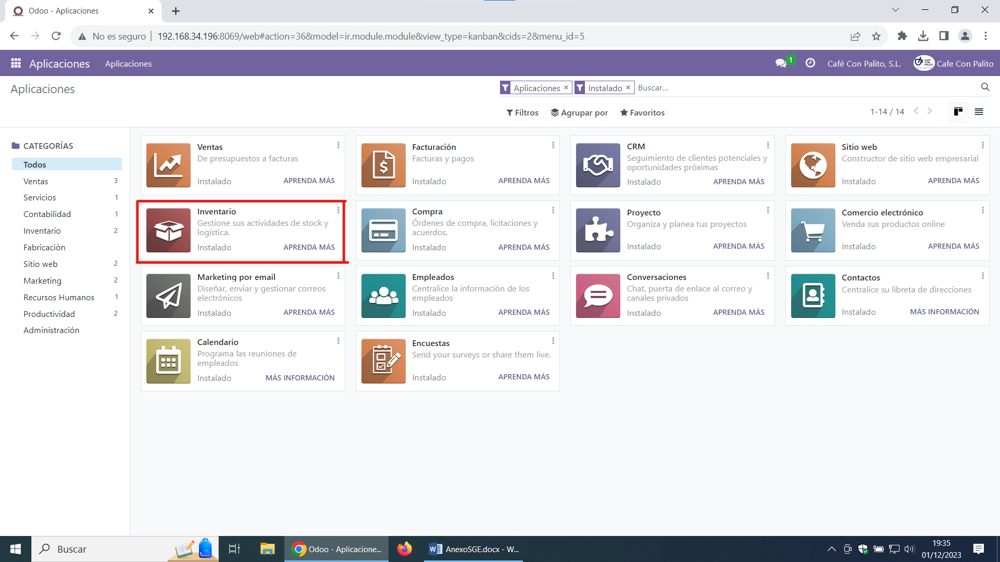 Odoo - Aplicaciones
No es seguro
192.168.34.196:8069/web#action=36&model=ir.module.module&view_type=kanban&cids=2&menu_id=5
Aplicaciones
Aplicaciones
1
Café Con Palito, S.L.
CAFÉ
CON
PALITO
Cafe Con Palito
Aplicaciones
Aplicaciones ×
Instalado ×
Buscar...
Filtros
Agrupar por
Favoritos
1-14 / 14
CATEGORÍAS
Todos
Ventas 3
Servicios 1
Contabilidad 1
Inventario 2
Fabricación
Sitio web 2
Marketing 2
Recursos Humanos 1
Productividad 2
Administración
Ventas
De presupuestos a facturas
Instalado APRENDA MÁS
Facturación
Facturas y pagos
Instalado APRENDA MÁS
CRM
Seguimiento de clientes potenciales y
oportunidades próximas
Instalado APRENDA MÁS
Sitio web
Constructor de sitio web empresarial
Instalado APRENDA MÁS
Inventario
Gestione sus actividades de stock y
logística.
Instalado APRENDA MÁS
Compra
Órdenes de compra, licitaciones y
acuerdos.
Instalado APRENDA MÁS
Proyecto
Organiza y planea tus proyectos
Instalado APRENDA MÁS
Comercio electrónico
Venda sus productos online
Instalado APRENDA MÁS
Marketing por email
Diseñar, enviar y gestionar correos
electrónicos
Instalado APRENDA MÁS
Empleados
Centralice la información de los
empleados
Instalado APRENDA MÁS
Conversaciones
Chat, puerta de enlace al correo y
canales privados
Instalado APRENDA MÁS
Contactos
Centralice su libreta de direcciones
Instalado MÁS INFORMACIÓN
Calendario
Programa las reuniones de
empleados
Instalado MÁS INFORMACIÓN
Encuestas
Send your surveys or share them live.
Instalado APRENDA MÁS
Buscar
Odoo - Aplicacione...
AnexoSGE.docx - W...
19:35
01/12/2023